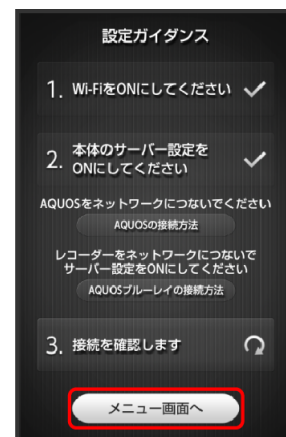 設定ガイダンス
1. Wi-FiをONにしてください
2. 本体のサーバー設定を
ONにしてください
AQUOSをネットワークにつないでください
AQUOSの接続方法
レコーダーをネットワークにつないで
サーバー設定をONにしてください
AQUOSブルーレイの接続方法
3. 接続を確認します
メニュー画面へ